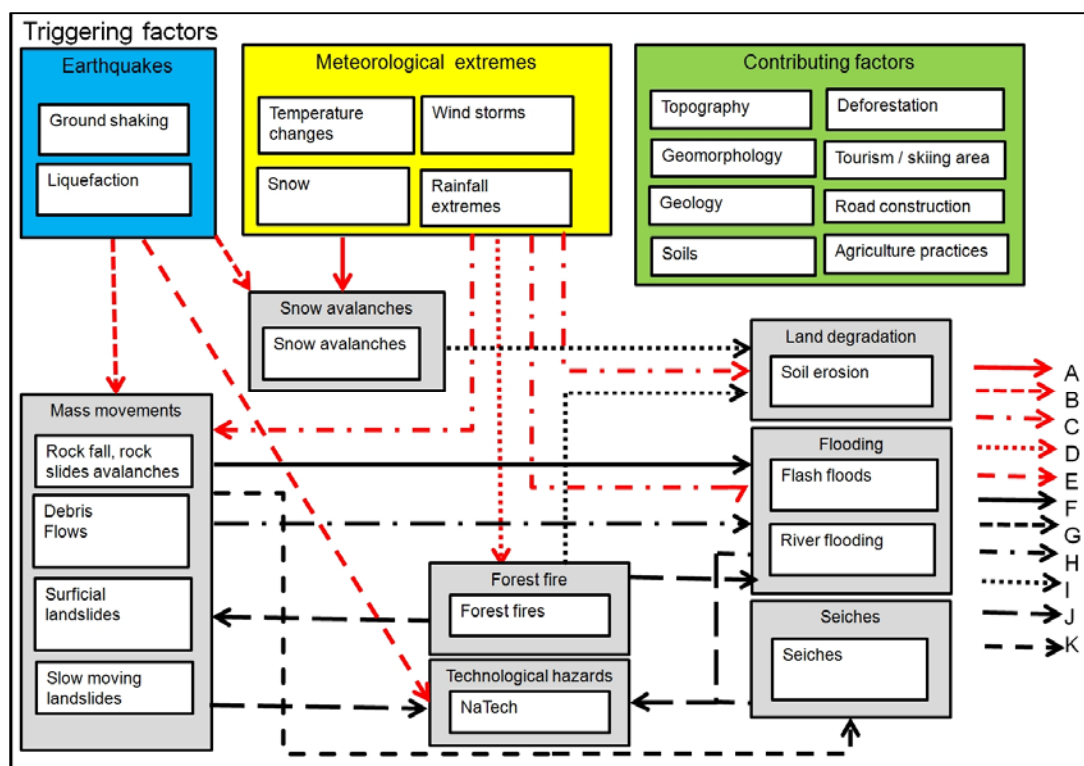 Triggering factors
Earthquakes
Ground shaking
Liquefaction
Meteorological extremes
Temperature
changes
Wind storms
Snow
Rainfall
extremes
Contributing factors
Topography
Deforestation
Geomorphology
Tourism / skiing area
Geology
Road construction
Soils
Agriculture practices
Snow avalanches
Snow avalanches
Land degradation
Soil erosion
Mass movements
Rock fall, rock
slides avalanches
Debris
Flows
Surficial
landslides
Slow moving
landslides
Flooding
Flash floods
River flooding
Forest fire
Forest fires
Technological hazards
NaTech
Seiches
Seiches
A
B
C
D
E
F
G
H
I
J
K